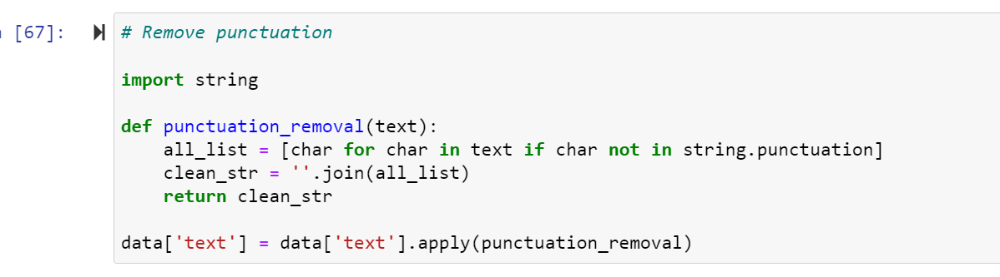 [67]:
# Remove punctuation
import string
def punctuation_removal(text):
    all_list = [char for char in text if char not in string.punctuation]
    clean_str = ''.join(all_list)
    return clean_str
data['text'] = data['text'].apply(punctuation_removal)